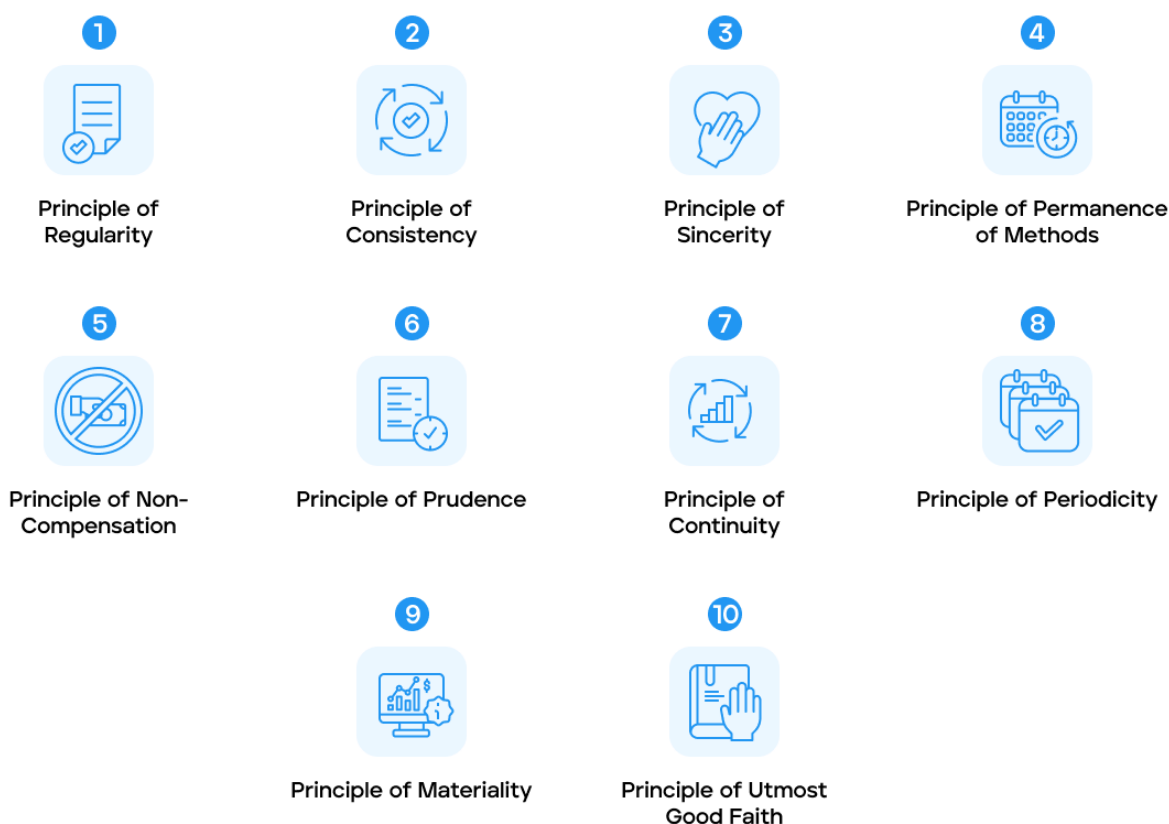 1
Principle of
Regularity
2
Principle of
Consistency
3
Principle of
Sincerity
4
Principle of Permanence
of Methods
5
Principle of Non-
Compensation
6
Principle of Prudence
7
Principle of
Continuity
8
Principle of Periodicity
9
$
Principle of Materiality
10
Principle of Utmost
Good Faith